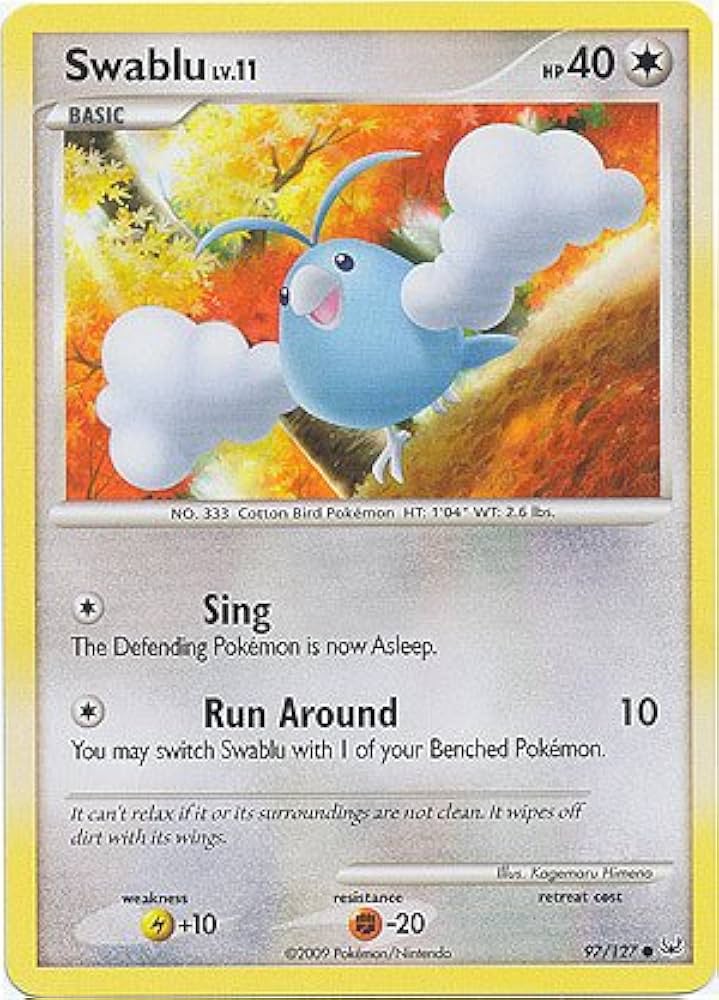 Swablu LV.11
HP 40
BASIC
NO. 333 Cotton Bird Pokémon HT: 1'04" WT: 2.6 lbs.
Sing
The Defending Pokémon is now Asleep.
Run Around 10
You may switch Swablu with 1 of your Benched Pokémon.
It can't relax if it or its surroundings are not clean. It wipes off
dirt with its wings.
Illus. Kagemaru Himeno
weakness resistance retreat cost
+10 -20
©2009 Pokémon/Nintendo 97/127